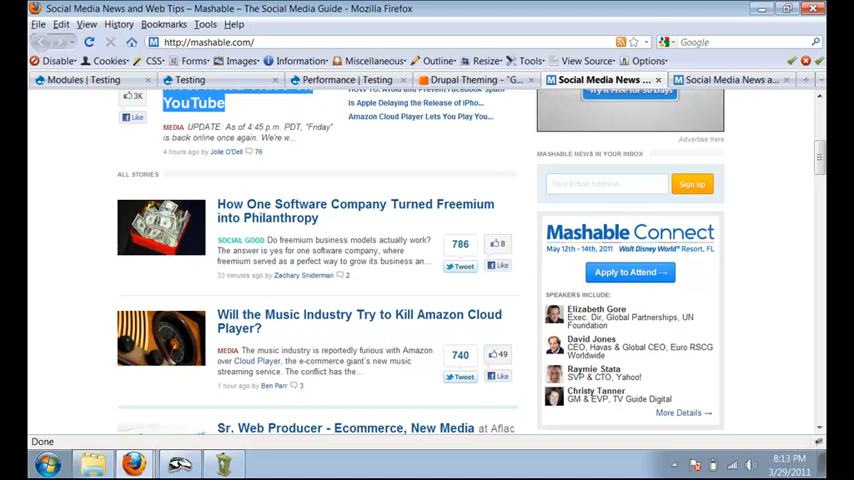 Social Media News and Web Tips – Mashable – The Social Media Guide - Mozilla Firefox
File Edit View History Bookmarks Tools Help
http://mashable.com/
Google
Disable Cookies CSS Forms Images Information Miscellaneous Outline Resize Tools View Source Options
Modules | Testing
Testing
Performance | Testing
Drupal Theming - "G...
Social Media News ...
Social Media News a...
3K
Like
YouTube
MEDIA UPDATE: As of 4:45 p.m. PDT, "Friday"
is back online once again. We're w...
4 hours ago by Jolie O'Dell 76
HOW TO: Avoid and Prevent Facebook Spam
Is Apple Delaying the Release of iPho...
Amazon Cloud Player Lets You Play You...
ALL STORIES
How One Software Company Turned Freemium
into Philanthropy
SOCIAL GOOD Do freemium business models actually work?
The answer is yes for one software company, where
freemium served as a perfect way to grow its business an...
33 minutes ago by Zachary Sniderman 2
786
Tweet
8
Like
Will the Music Industry Try to Kill Amazon Cloud
Player?
MEDIA The music industry is reportedly furious with Amazon
over Cloud Player, the e-commerce giant's new music
streaming service. The conflict has the...
1 hour ago by Ben Parr 3
740
Tweet
49
Like
Sr. Web Producer - Ecommerce, New Media at Aflac
Try it Free for 30 Days
Advertise Here
MASHABLE NEWS IN YOUR INBOX
Your Email Address
Sign up
Mashable Connect
May 12th - 14th, 2011 Walt Disney World Resort, FL
Apply to Attend →
SPEAKERS INCLUDE:
Elizabeth Gore
Exec. Dir, Global Partnerships, UN
Foundation
David Jones
CEO, Havas & Global CEO, Euro RSCG
Worldwide
Raymie Stata
SVP & CTO, Yahoo!
Christy Tanner
GM & EVP, TV Guide Digital
More Details →
Done
8:13 PM
3/29/2011